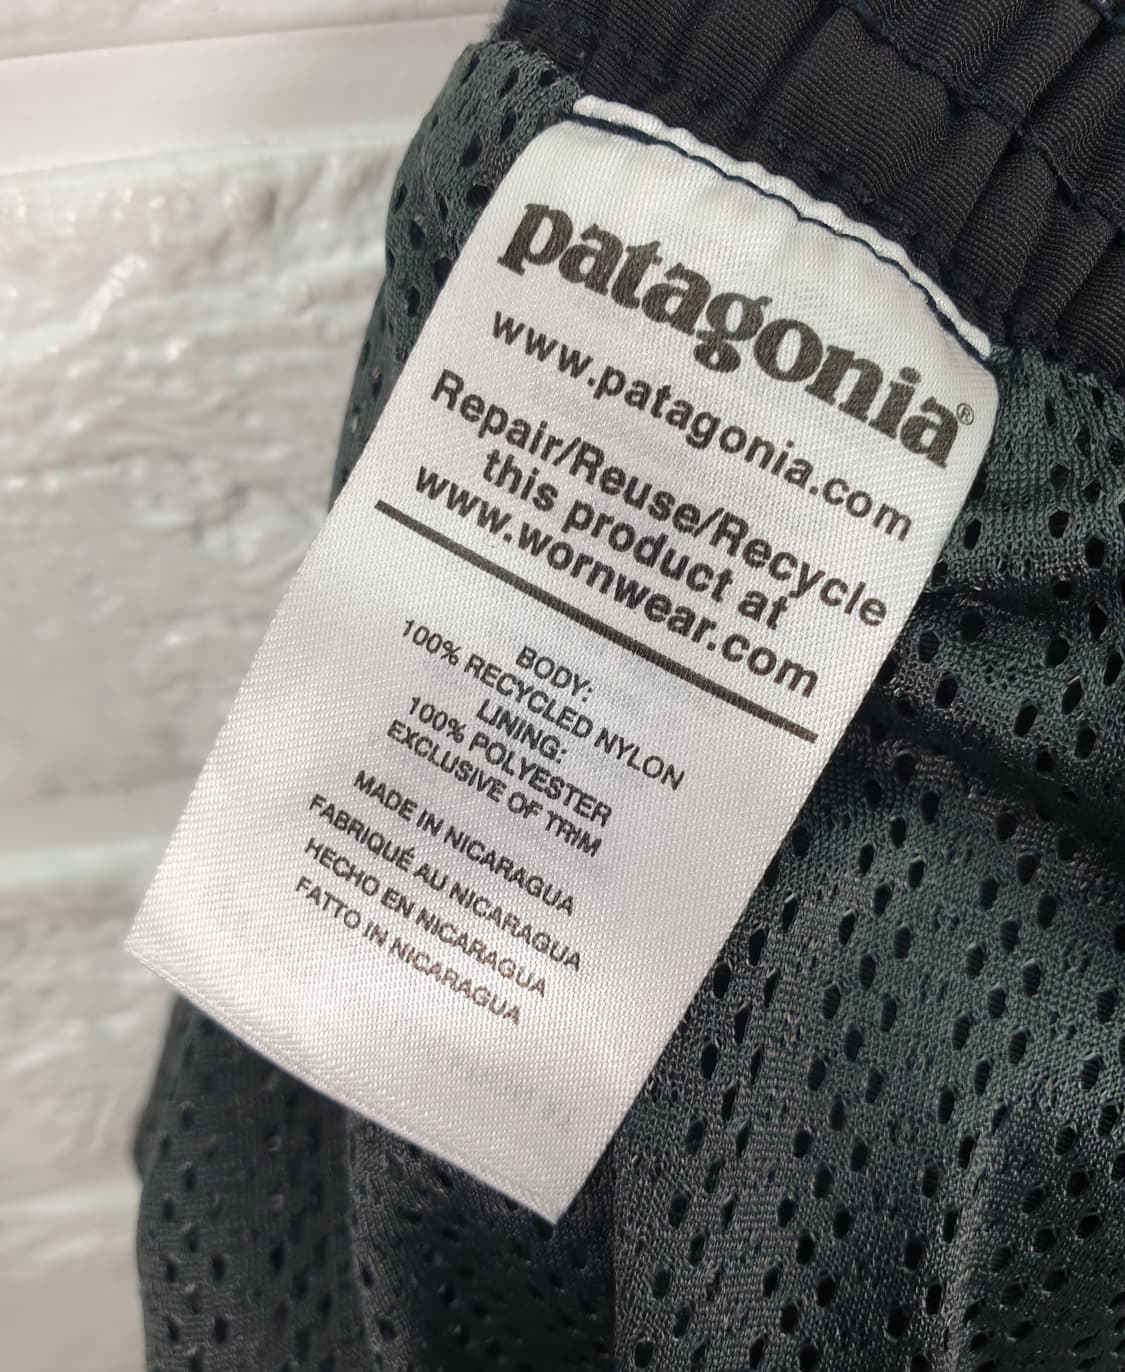 patagonia®
www.patagonia.com
Repair/Reuse/Recycle
this product at
www.wornwear.com
BODY:
100% RECYCLED NYLON
LINING:
100% POLYESTER
EXCLUSIVE OF TRIM
MADE IN NICARAGUA
FABRIQUÉ AU NICARAGUA
HECHO EN NICARAGUA
FATTO IN NICARAGUA